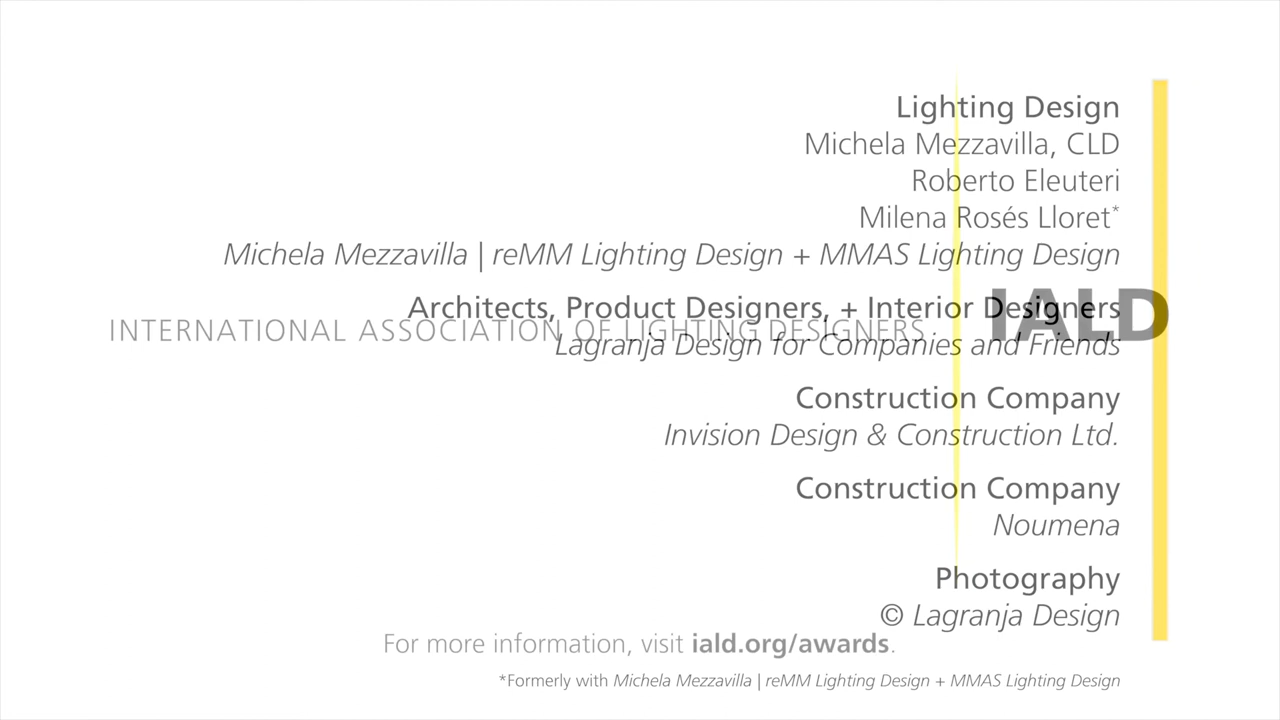 Lighting Design
Michela Mezzavilla, CLD
Roberto Eleuteri
Milena Rosés Lloret*
Michela Mezzavilla | reMM Lighting Design + MMAS Lighting Design
Architects, Product Designers, + Interior Designers
INTERNATIONAL ASSOCIATION OF LIGHTING DESIGNERS
IALD
Lagranja Design for Companies and Friends
Construction Company
Invision Design & Construction Ltd.
Construction Company
Noumena
Photography
© Lagranja Design
For more information, visit iald.org/awards.
*Formerly with Michela Mezzavilla | reMM Lighting Design + MMAS Lighting Design